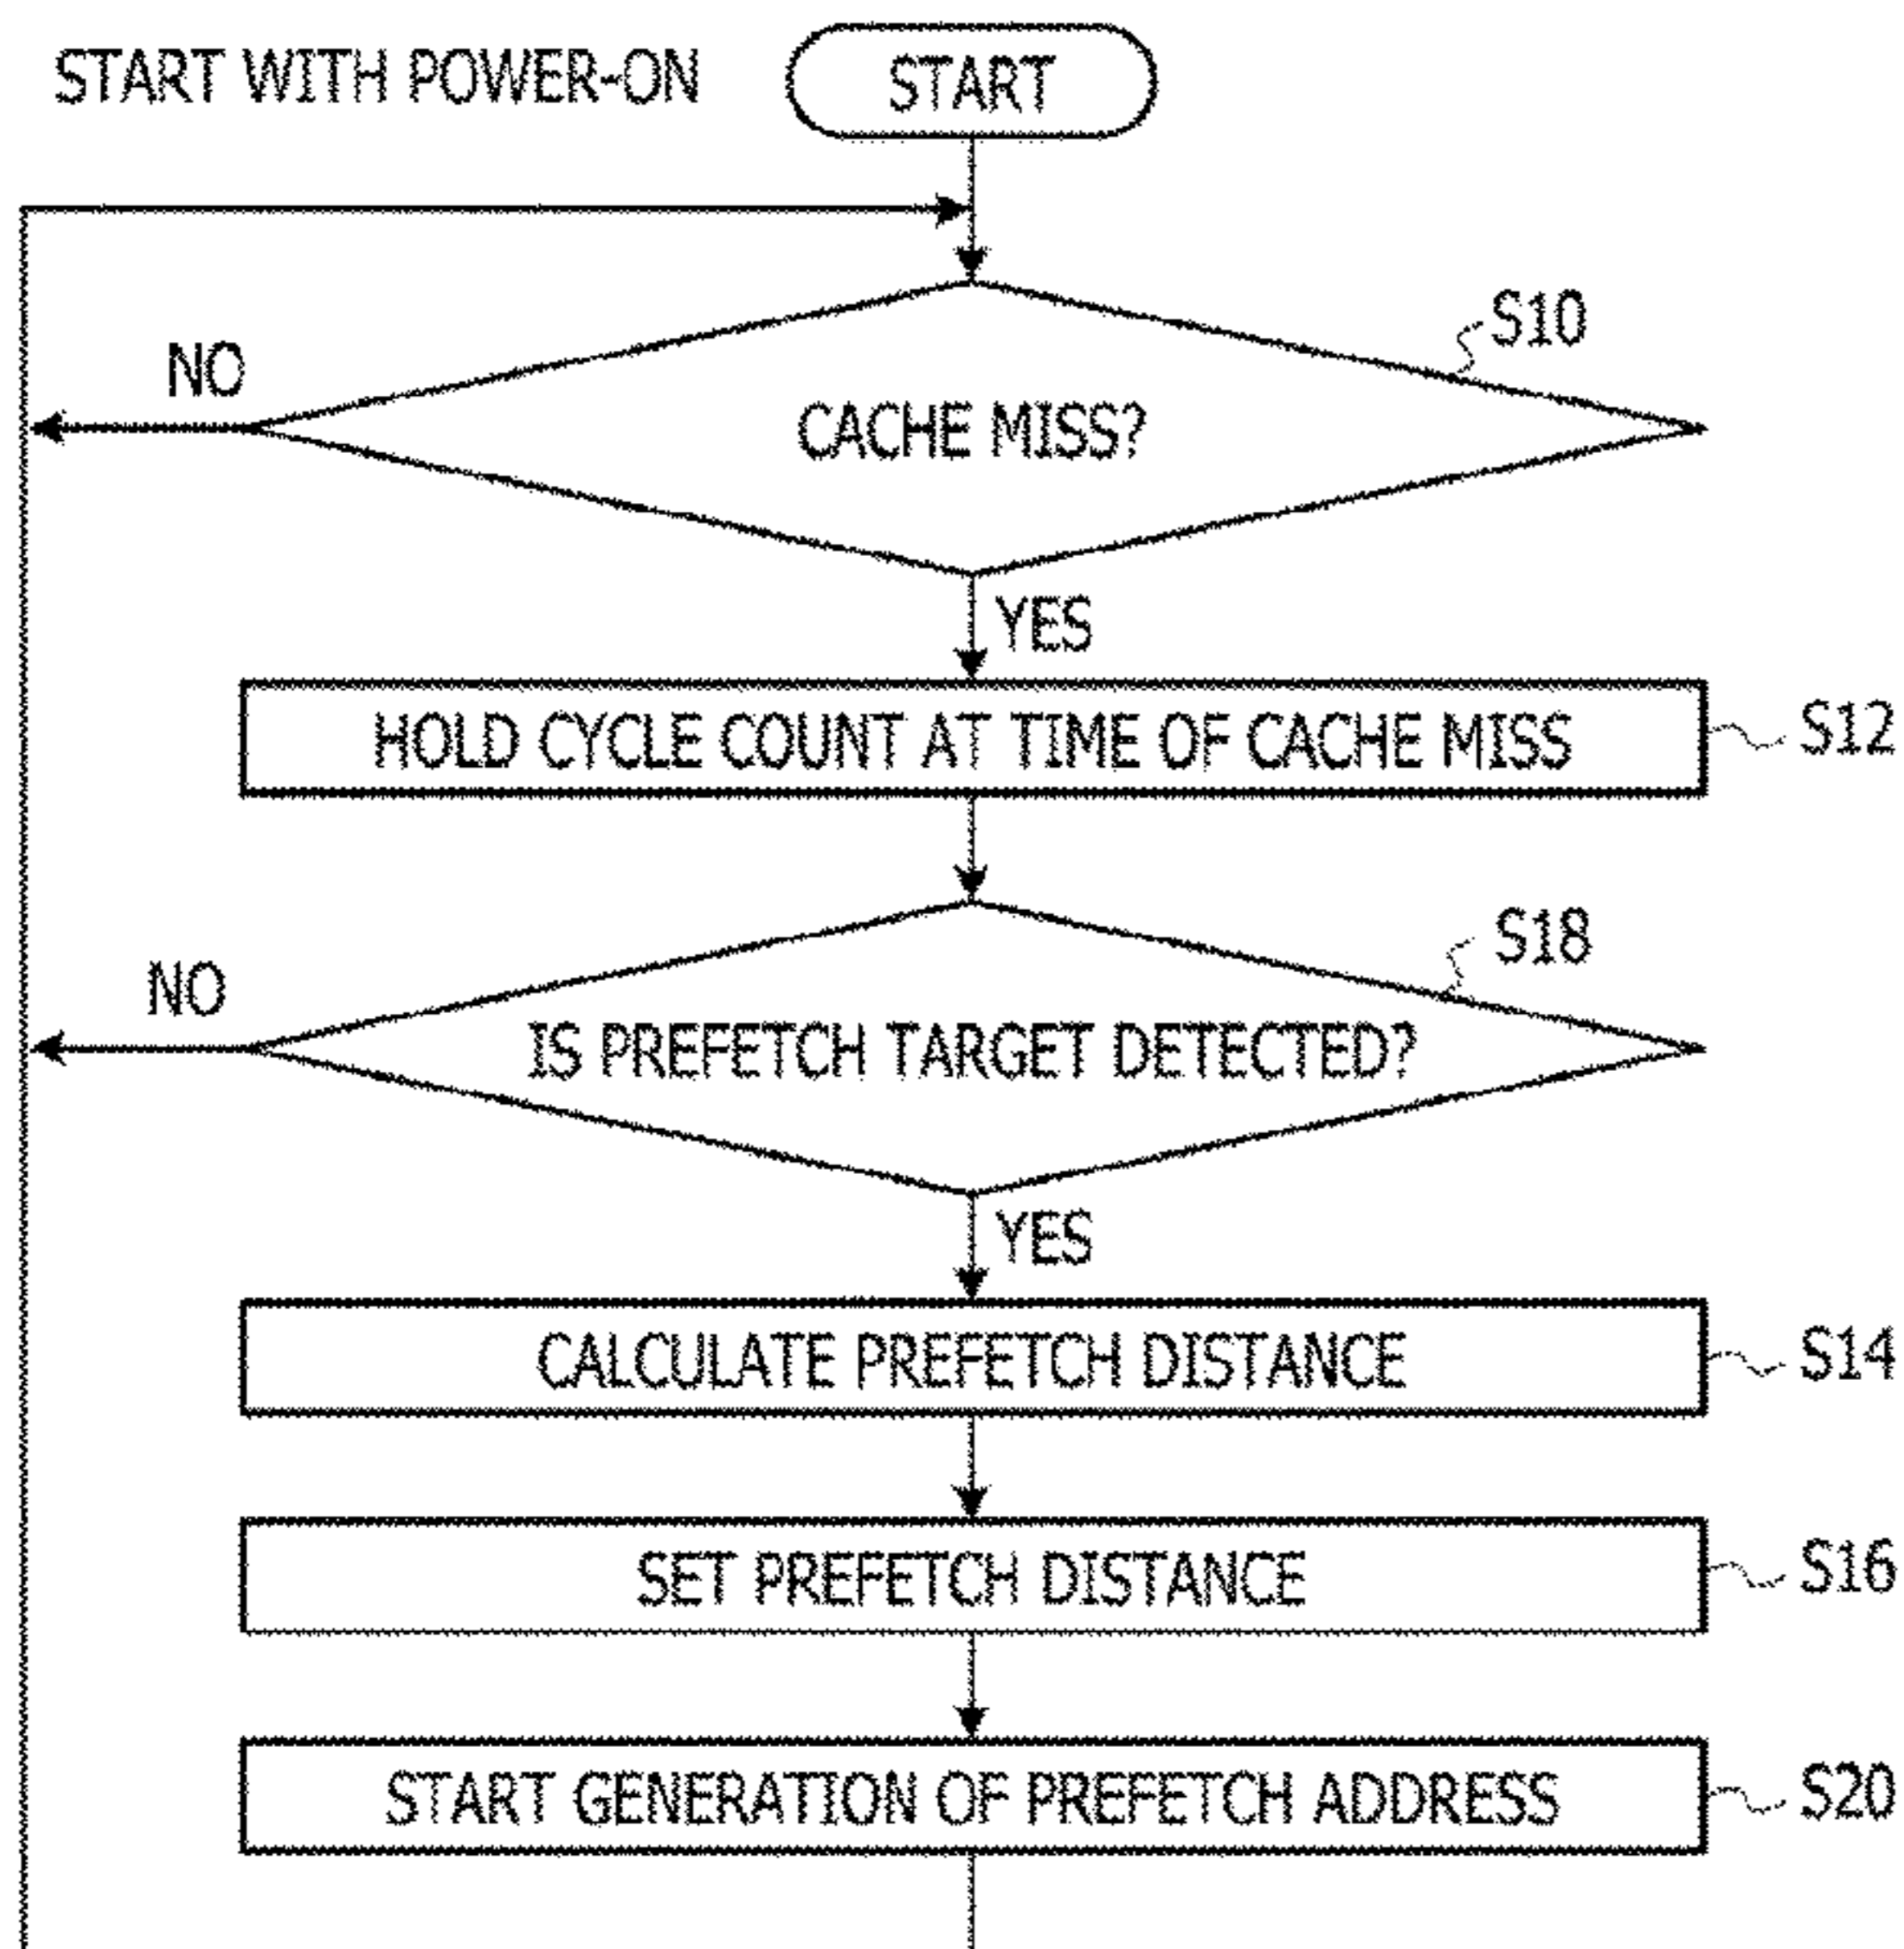 START WITH POWER-ON
START
S10
NO
CACHE MISS?
YES
HOLD CYCLE COUNT AT TIME OF CACHE MISS
S12
S18
NO
IS PREFETCH TARGET DETECTED?
YES
CALCULATE PREFETCH DISTANCE
S14
SET PREFETCH DISTANCE
S16
START GENERATION OF PREFETCH ADDRESS
S20